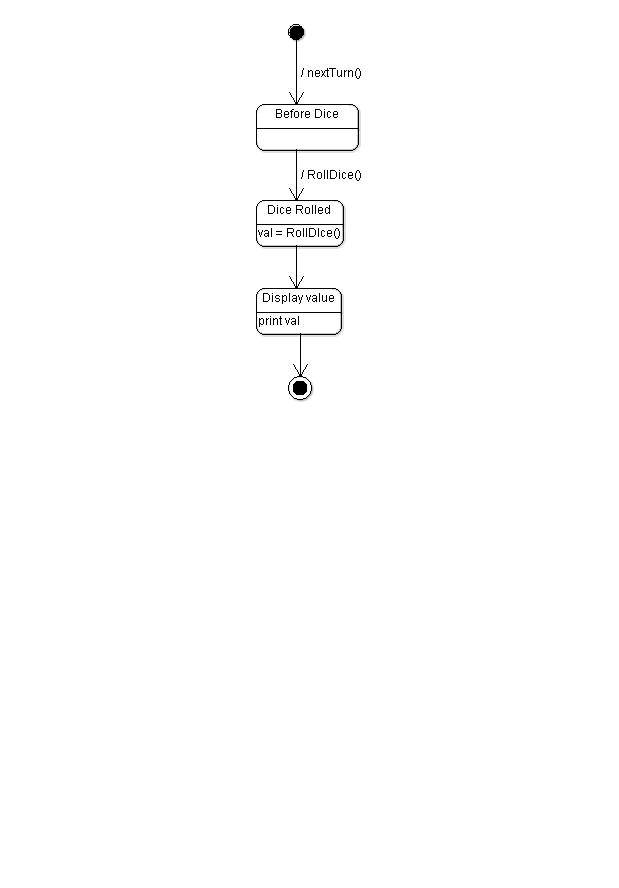 / nextTurn()
Before Dice
/ RollDice()
Dice Rolled
val = RollDIce()
Display value
print val